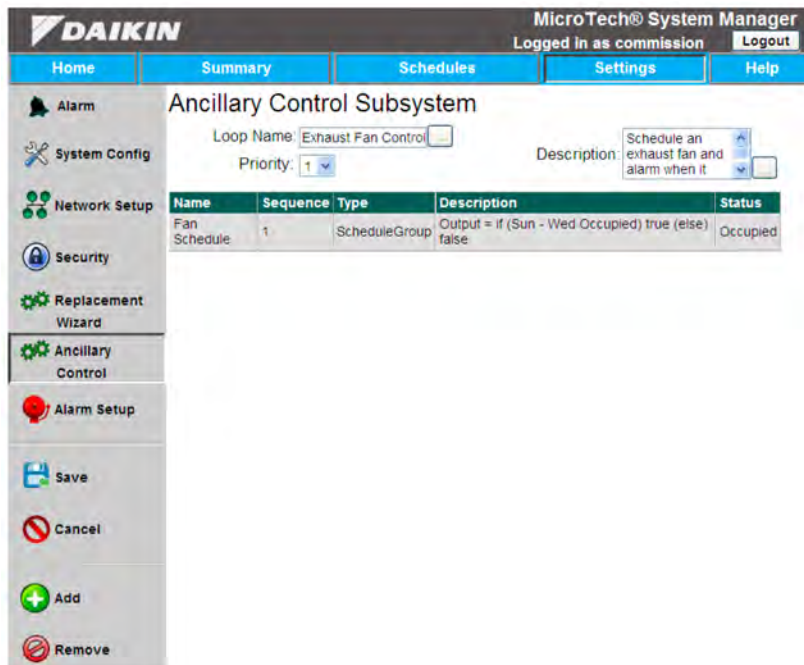 DAIKIN
MicroTech® System Manager
Logged in as commission Logout
Home Summary Schedules Settings Help
Alarm
System Config
Network Setup
Security
Replacement
Wizard
Ancillary
Control
Alarm Setup
Save
Cancel
Add
Remove
Ancillary Control Subsystem
Loop Name: Exhaust Fan Control ...
Priority: 1
Description: Schedule an
exhaust fan and
alarm when it
Name Sequence Type Description Status
Fan
Schedule 1 ScheduleGroup Output = if (Sun - Wed Occupied) true (else)
false Occupied